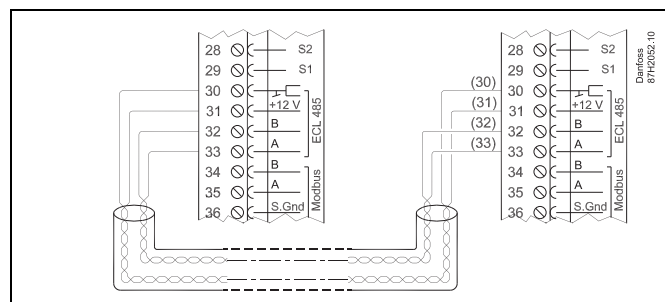 28 S2
29 S1
30
31 +12 V
32 B
33 A
34 B
35 A
36 S.Gnd
ECL 485
Modbus
28 S2
29 S1
(30) 30
(31) 31 +12 V
(32) 32 B
(33) 33 A
34 B
35 A
36 S.Gnd
ECL 485
Modbus
Danfoss
87H2052.10